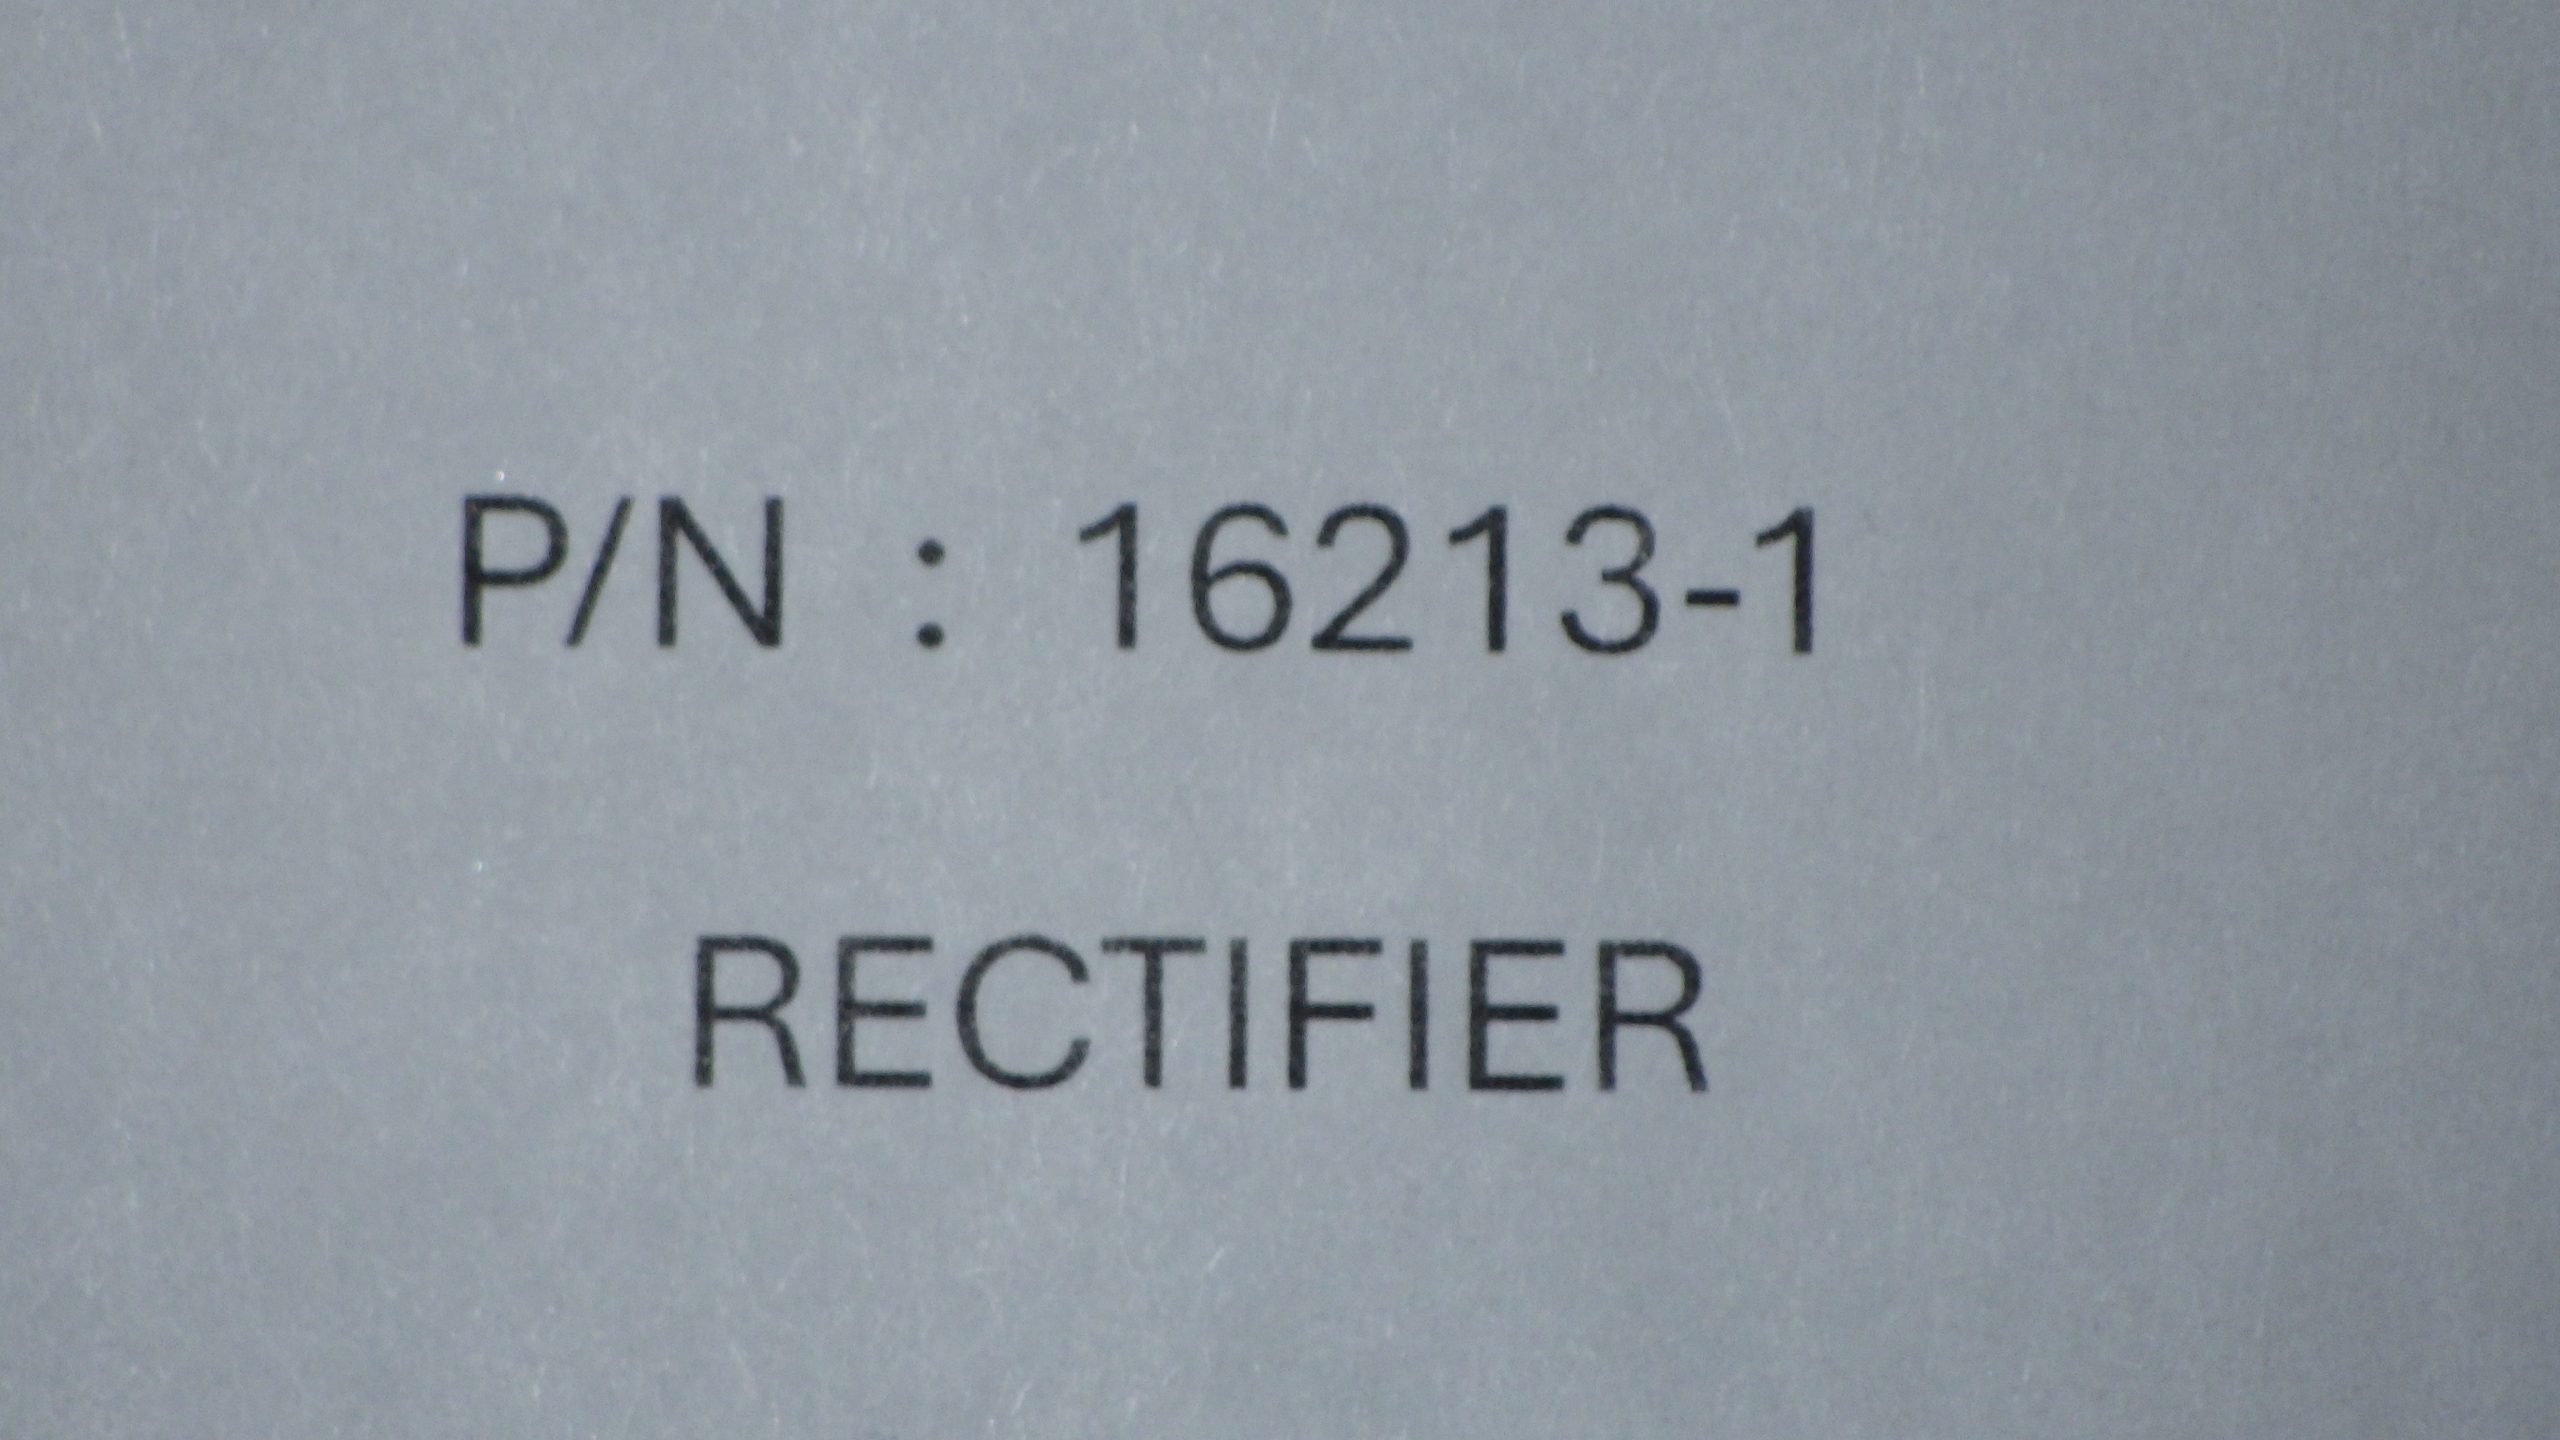 P/N : 16213-1
RECTIFIER